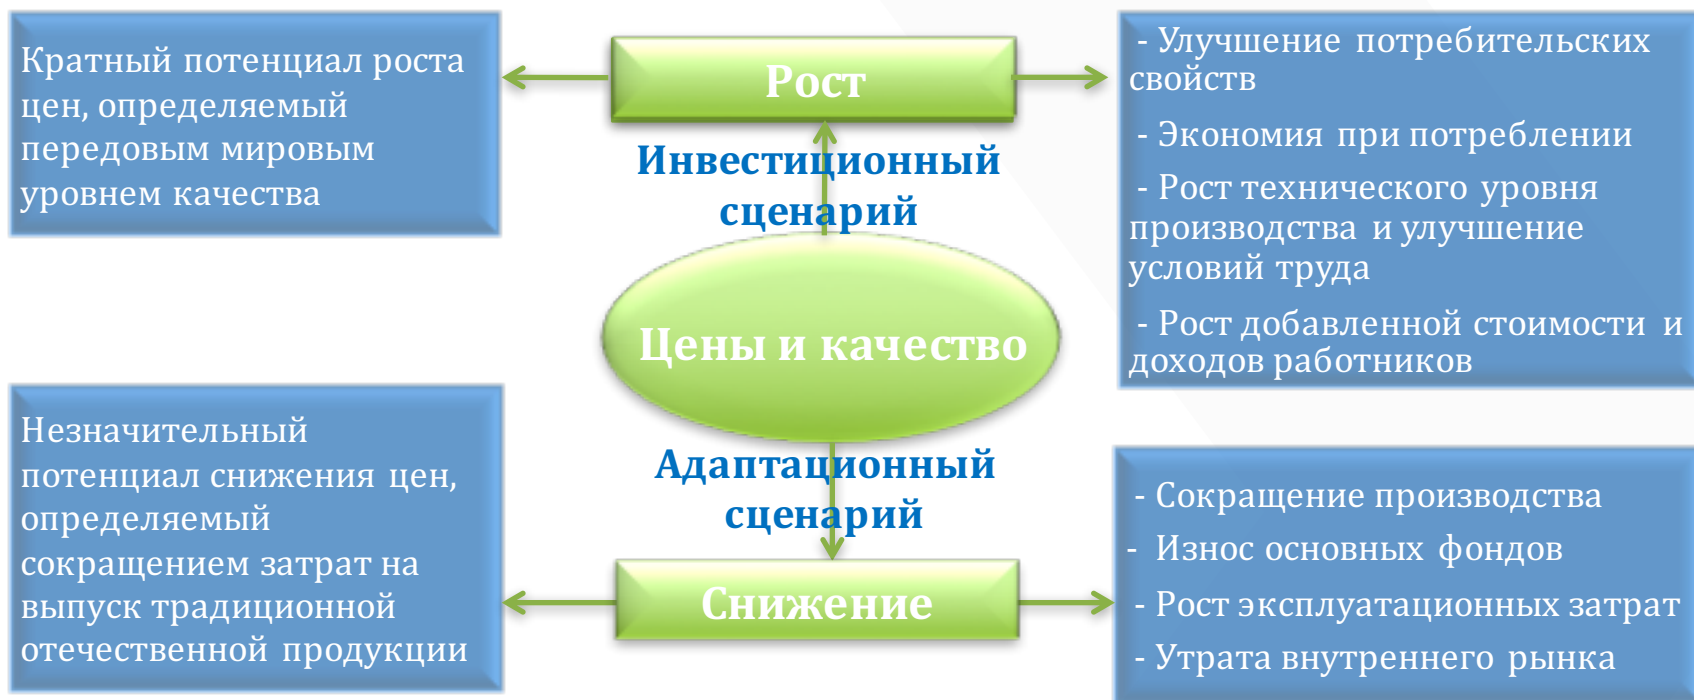 Кратный потенциал роста
цен, определяемый
передовым мировым
уровнем качества
Рост
- Улучшение потребительских
свойств
- Экономия при потреблении
- Рост технического уровня
производства и улучшение
условий труда
- Рост добавленной стоимости и
доходов работников
Инвестиционный
сценарий
Цены и качество
Адаптационный
сценарий
Незначительный
потенциал снижения цен,
определяемый
сокращением затрат на
выпуск традиционной
отечественной продукции
Снижение
- Сокращение производства
- Износ основных фондов
- Рост эксплуатационных затрат
- Утрата внутреннего рынка